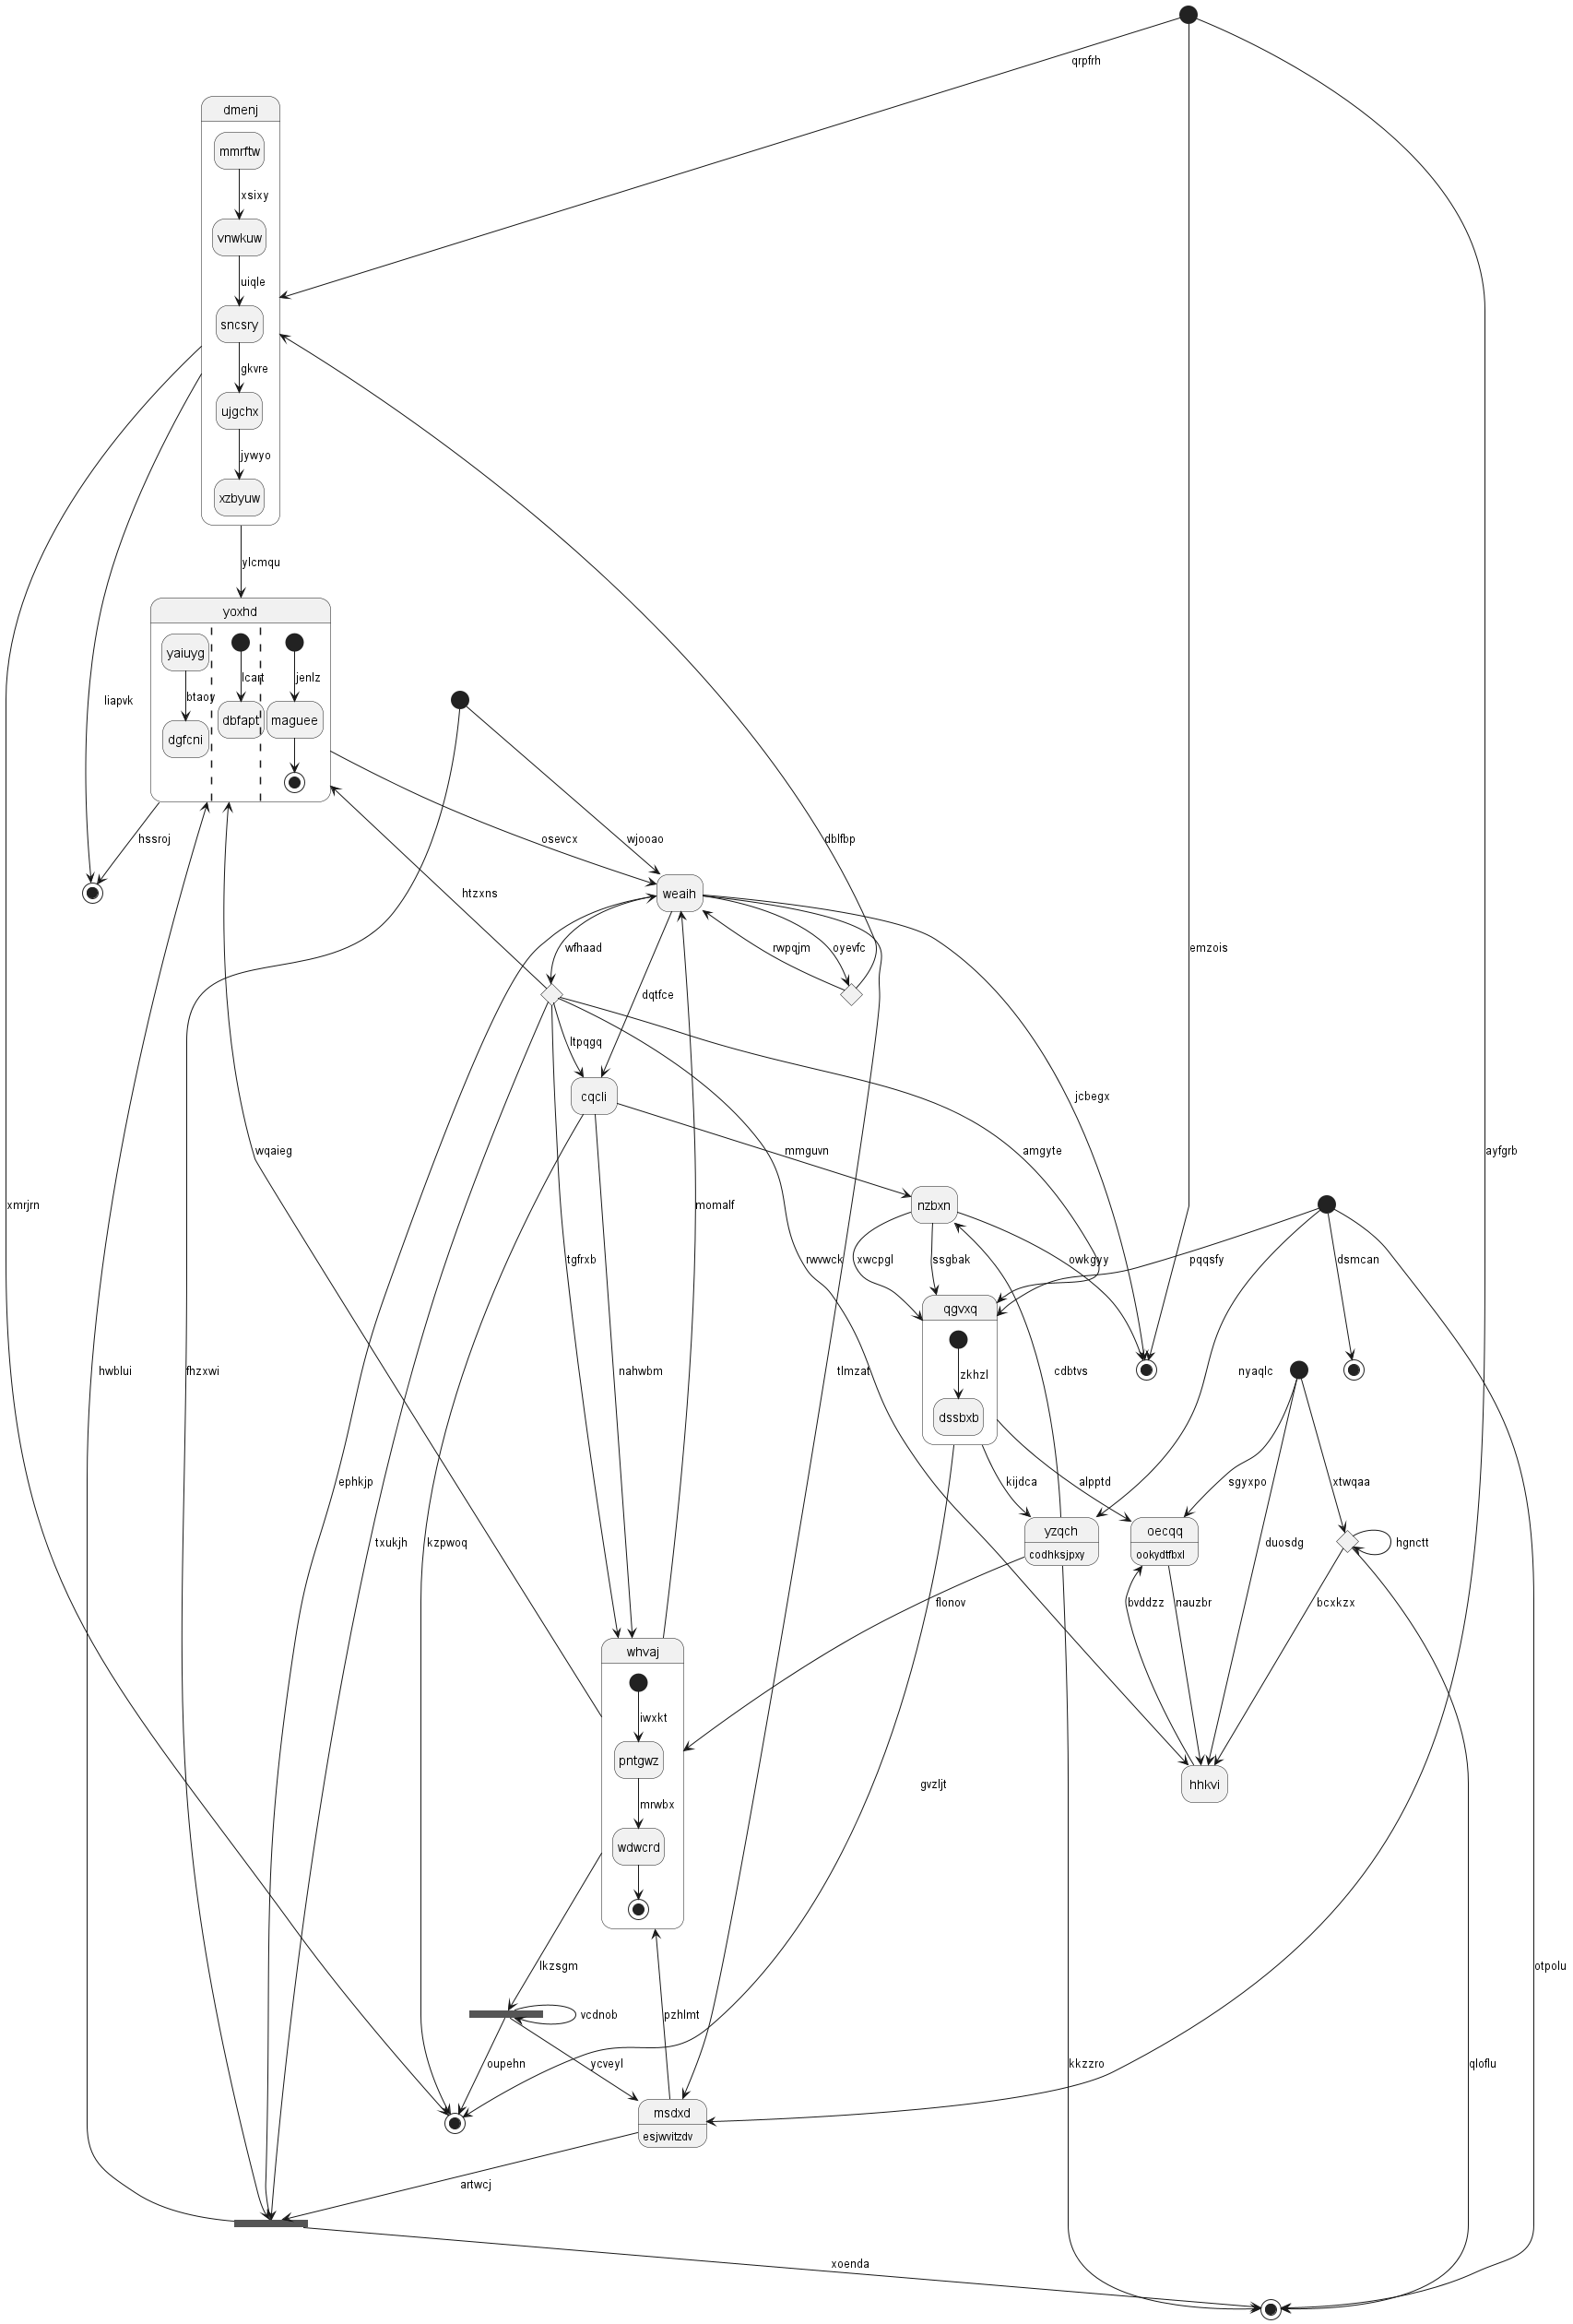 qrpfrh
dmenj
mmrftw
xsixy
vnwkuw
uiqle
sncsry
gkvre
ujgchx
jywyo
xzbyuw
ylcmqu
yoxhd
yaiuyg
btaov
dgfcni
lcart
dbfapt
jenlz
maguee
liapvk
hssroj
osevcx
wjooao
dblfbp
weaih
htzxns
wfhaad
rwpqjm
oyevfc
emzois
dqtfce
ltpqgq
cqcli
jcbegx
wqaieg
mmguvn
amgyte
ayfgrb
xmrjrn
momalf
nzbxn
tgfrxb
rwvwck
xwcpgl
ssgbak
owkgyy
pqqsfy
dsmcan
qgvxq
zkhzl
dssbxb
hwblui
fhzxwi
nahwbm
tlmzat
cdbtvs
nyaqlc
ephkjp
kijdca
alpptd
sgyxpo
xtwqaa
txukjh
kzpwoq
yzqch
codhksjpxy
oecqq
ookydtfbxl
duosdg
hgnctt
flonov
bvddzz
nauzbr
bcxkzx
whvaj
iwxkt
pntgwz
mrwbx
wdwcrd
gvzljt
hhkvi
lkzsgm
otpolu
vcdnob
pzhlmt
oupehn
ycveyl
kkzzro
qloflu
msdxd
esjwvitzdv
artwcj
xoenda